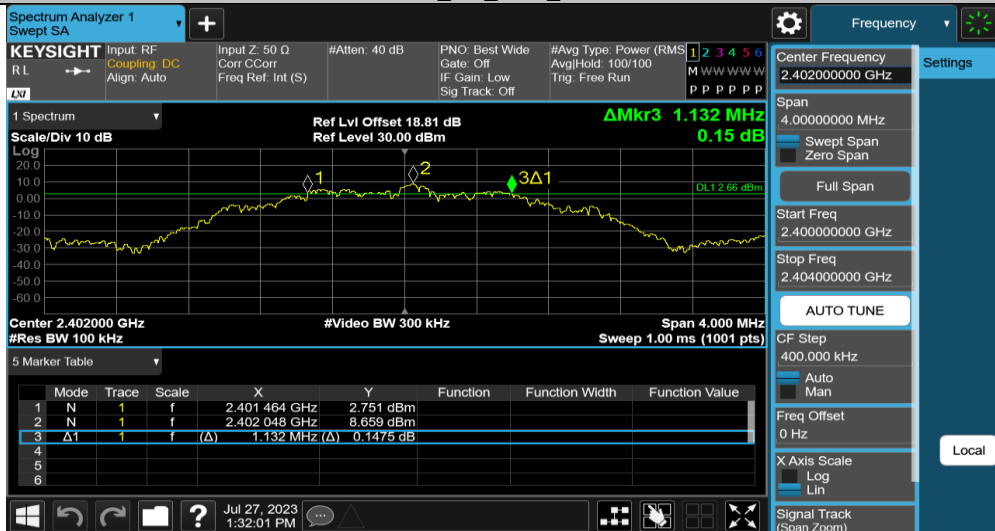 Spectrum Analyzer 1
Swept SA
Frequency
KEYSIGHT
R L
LXI
Input: RF
Coupling: DC
Align: Auto
Input Z: 50 Ω
Corr CCorr
Freq Ref: Int (S)
#Atten: 40 dB
PNO: Best Wide
Gate: Off
IF Gain: Low
Sig Track: Off
#Avg Type: Power (RMS
Avg|Hold: 100/100
Trig: Free Run
1 2 3 4 5 6
M W W W W W
P P P P P P
Center Frequency
2.402000000 GHz
Settings
Span
4.00000000 MHz
Swept Span
Zero Span
Full Span
Start Freq
2.400000000 GHz
Stop Freq
2.404000000 GHz
AUTO TUNE
CF Step
400.000 kHz
Auto
Man
Freq Offset
0 Hz
X Axis Scale
Log
Lin
Signal Track
(Span Zoom)
Local
1 Spectrum
Scale/Div 10 dB
Ref Lvl Offset 18.81 dB
Ref Level 30.00 dBm
ΔMkr3 1.132 MHz
0.15 dB
Log
20.0
10.0
0.00
-10.0
-20.0
-30.0
-40.0
-50.0
-60.0
1
2
3Δ1
DL1 2.66 dBm
Center 2.402000 GHz
#Video BW 300 kHz
Span 4.000 MHz
#Res BW 100 kHz
Sweep 1.00 ms (1001 pts)
5 Marker Table
Mode Trace Scale X Y Function Function Width Function Value
1 N 1 f 2.401 464 GHz 2.751 dBm
2 N 1 f 2.402 048 GHz 8.659 dBm
3 Δ1 1 f (Δ) 1.132 MHz (Δ) 0.1475 dB
4
5
6
Jul 27, 2023
1:32:01 PM